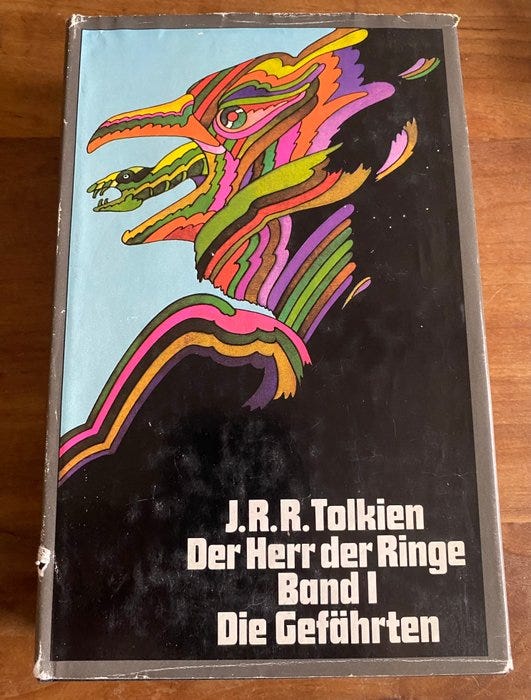 J.R.R.Tolkien
Der Herr der Ringe
Band I
Die Gefährten